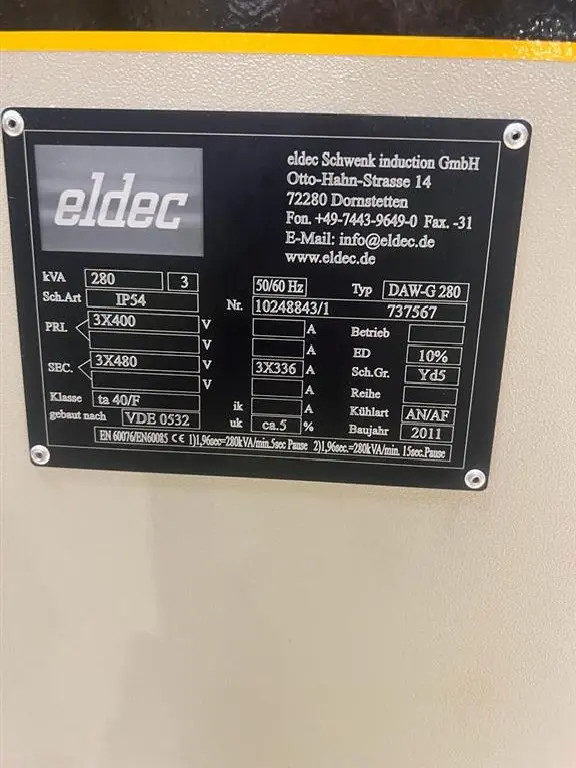 eldec
eldec Schwenk induction GmbH
Otto-Hahn-Strasse 14
72280 Dornstetten
Fon. +49-7443-9649-0 Fax. -31
E-Mail: info@eldec.de
www.eldec.de
kVA 280 3 50/60 Hz Typ DAW-G 280
Sch.Art IP54 Nr. 10248843/1 737567
PRI. 3X400 V A Betrieb
V A ED 10%
SEC. 3X480 V 3X336 A Sch.Gr. Yd5
V A Reihe
Klasse ta 40/F ik A Kühlart AN/AF
gebaut nach VDE 0532 uk ca.5 % Baujahr 2011
EN 60076/EN60085 CE 1)1,96sec=280kVA/min.5sec Pause 2)1,96sec.=280kVA/min. 15sec.Pause